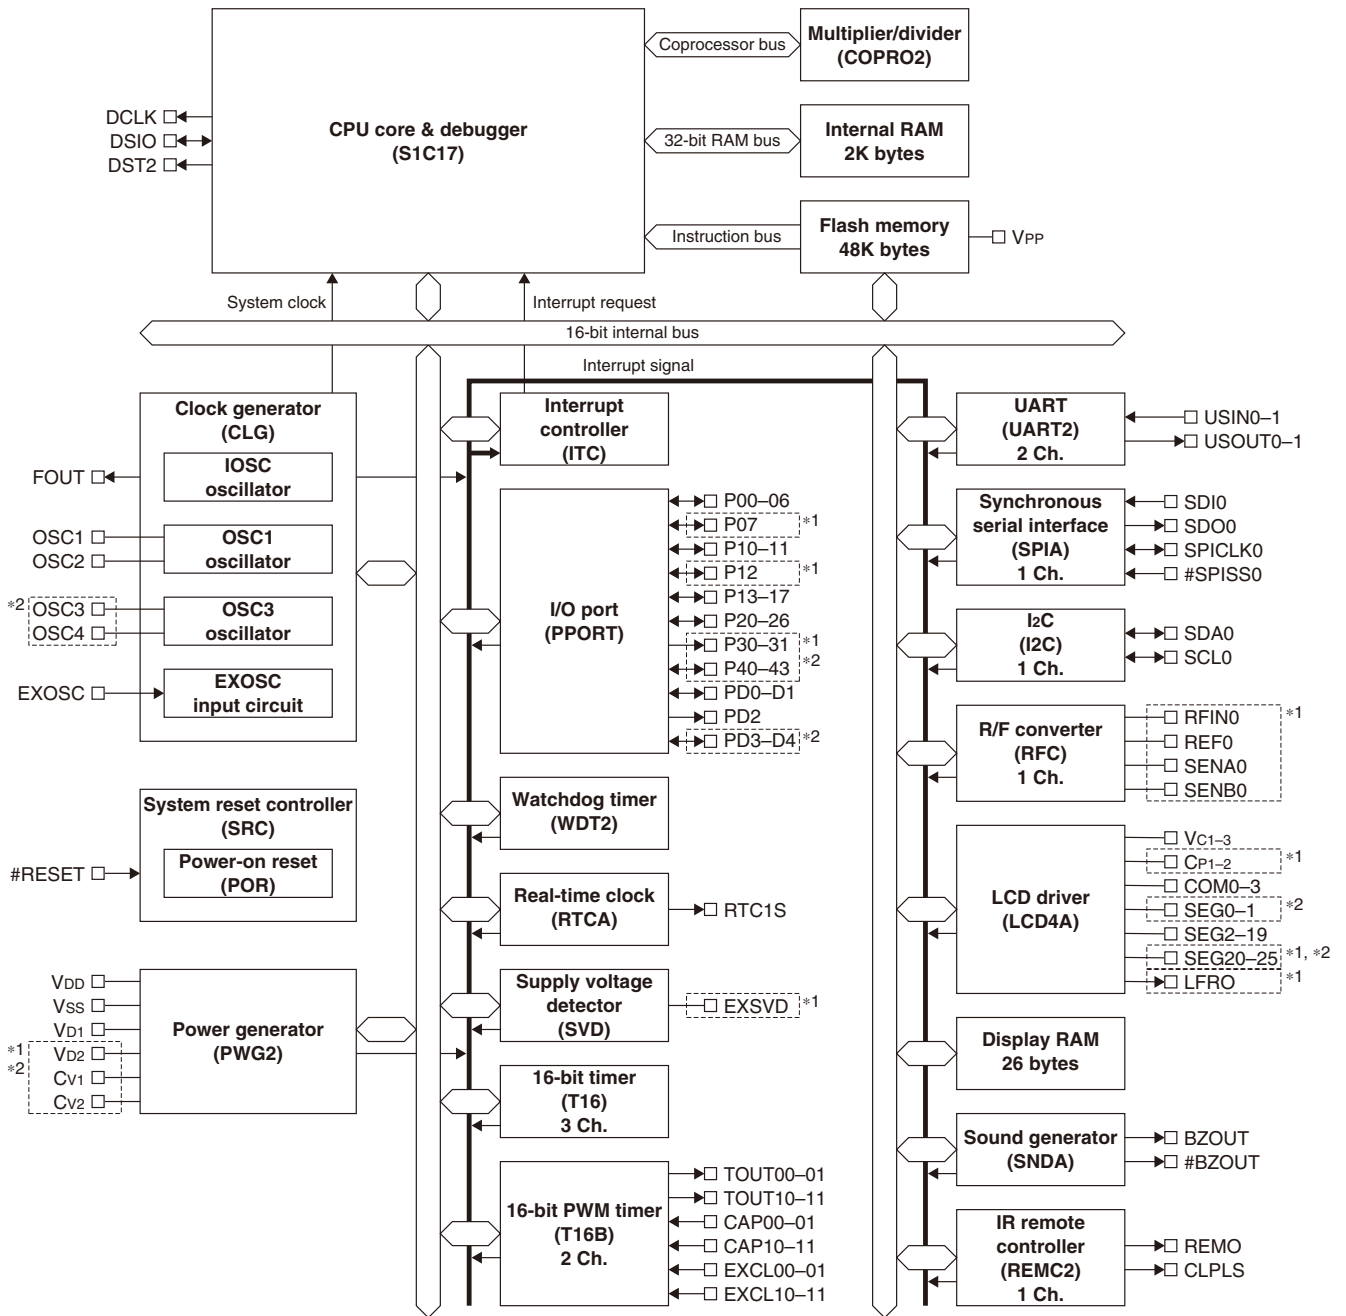 Coprocessor bus
Multiplier/divider
(COPRO2)
DCLK
DSIO
DST2
CPU core & debugger
(S1C17)
32-bit RAM bus
Internal RAM
2K bytes
Instruction bus
Flash memory
48K bytes
VPP
System clock
Interrupt request
16-bit internal bus
Interrupt signal
Clock generator
(CLG)
IOSC
oscillator
FOUT
OSC1
OSC2
OSC1
oscillator
*2
OSC3
OSC4
OSC3
oscillator
EXOSC
EXOSC
input circuit
System reset controller
(SRC)
Power-on reset
(POR)
#RESET
VDD
VSS
VD1
*1
*2
VD2
CV1
CV2
Power generator
(PWG2)
Interrupt
controller
(ITC)
I/O port
(PPORT)
P00–06
P07 *1
P10–11
P12 *1
P13–17
P20–26
P30–31 *1
P40–43 *2
PD0–D1
PD2
PD3–D4 *2
Watchdog timer
(WDT2)
Real-time clock
(RTCA)
RTC1S
Supply voltage
detector
(SVD)
EXSVD *1
16-bit timer
(T16)
3 Ch.
16-bit PWM timer
(T16B)
2 Ch.
TOUT00–01
TOUT10–11
CAP00–01
CAP10–11
EXCL00–01
EXCL10–11
UART
(UART2)
2 Ch.
USIN0–1
USOUT0–1
Synchronous
serial interface
(SPIA)
1 Ch.
SDI0
SDO0
SPICLK0
#SPISS0
I2C
(I2C)
1 Ch.
SDA0
SCL0
R/F converter
(RFC)
1 Ch.
RFIN0 *1
REF0
SENA0
SENB0
LCD driver
(LCD4A)
VC1–3
CP1–2 *1
COM0–3
SEG0–1 *2
SEG2–19
SEG20–25 *1, *2
LFRO *1
Display RAM
26 bytes
Sound generator
(SNDA)
BZOUT
#BZOUT
IR remote
controller
(REMC2)
1 Ch.
REMO
CLPLS